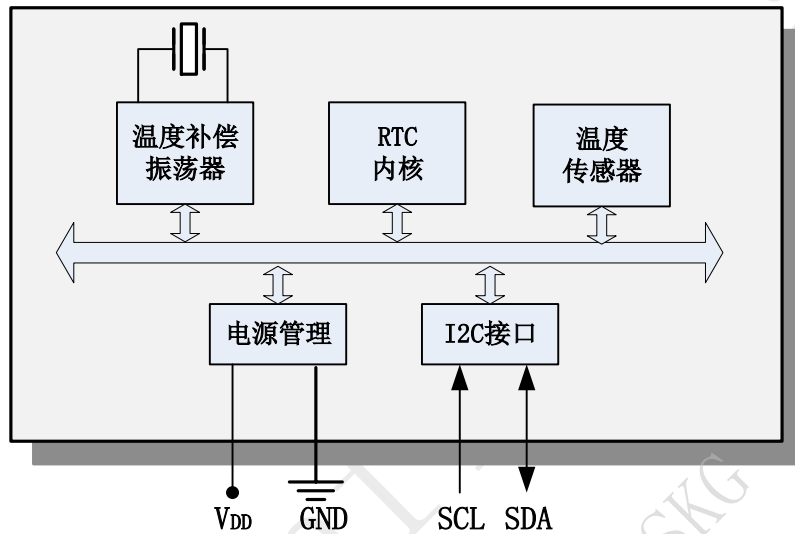 温度补偿
振荡器
RTC
内核
温度
传感器
电源管理
I2C接口
VDD
GND
SCL
SDA
SKG